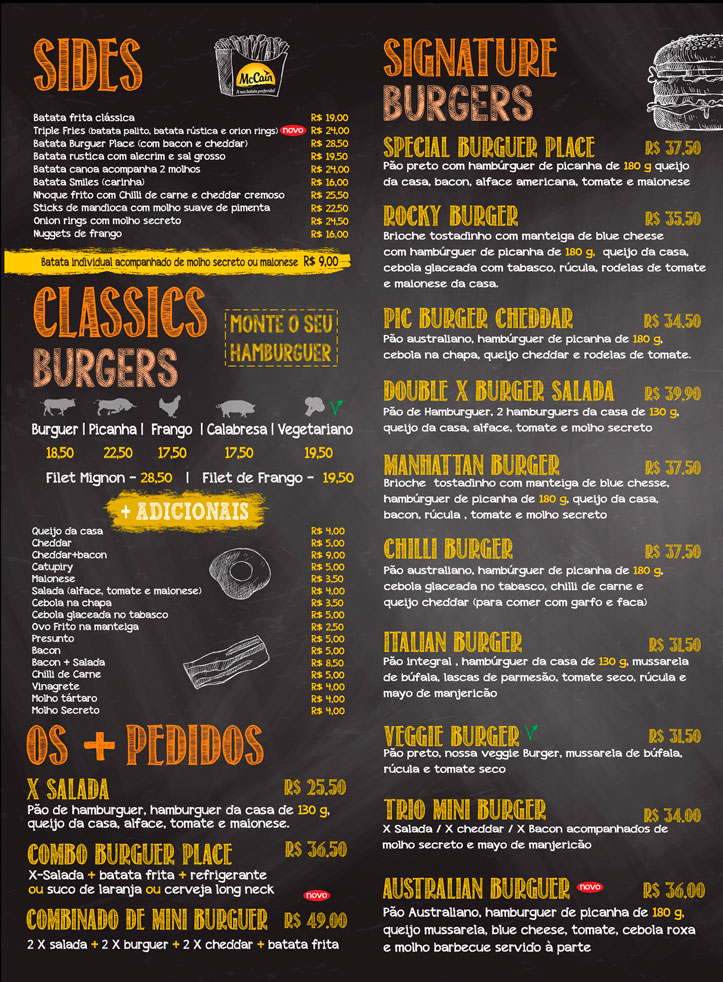 SIDES
McCain
A sua batata preferida!
Batata frita clássica R$ 19,00
Triple Fries (batata palito, batata rústica e orion rings) novo R$ 24,00
Batata Burguer Place (com bacon e cheddar) R$ 28,50
Batata rustica com alecrim e sal grosso R$ 19,50
Batata canoa acompanha 2 molhos R$ 24,00
Batata Smiles (carinha) R$ 16,00
Nhoque frito com Chilli de carne e cheddar cremoso R$ 25,50
Sticks de mandioca com molho suave de pimenta R$ 22,50
Onion rings com molho secreto R$ 24,50
Nuggets de frango R$ 16,00
Batata individual acompanhado de molho secreto ou maionese R$ 9,00
CLASSICS
BURGERS
MONTE O SEU
HAMBURGUER
Burguer | Picanha | Frango | Calabresa | Vegetariano
18,50 22,50 17,50 17,50 19,50
Filet Mignon - 28,50 | Filet de Frango - 19,50
+ ADICIONAIS
Queijo da casa R$ 4,00
Cheddar R$ 5,00
Cheddar+bacon R$ 9,00
Catupiry R$ 5,00
Maionese R$ 3,50
Salada (alface, tomate e maionese) R$ 4,00
Cebola na chapa R$ 3,50
Cebola glaceada no tabasco R$ 5,00
Ovo Frito na manteiga R$ 2,50
Presunto R$ 5,00
Bacon R$ 5,00
Bacon + Salada R$ 8,50
Chilli de Carne R$ 5,00
Vinagrete R$ 4,00
Molho tártaro R$ 4,00
Molho Secreto R$ 4,00
OS + PEDIDOS
X SALADA R$ 25,50
Pão de hamburguer, hamburguer da casa de 130 g,
queijo da casa, alface, tomate e maionese.
COMBO BURGUER PLACE R$ 36,50
X-Salada + batata frita + refrigerante
ou suco de laranja ou cerveja long neck
novo
COMBINADO DE MINI BURGUER R$ 49,00
2 X salada + 2 X burguer + 2 X cheddar + batata frita
SIGNATURE
BURGERS
SPECIAL BURGUER PLACE R$ 37,50
Pão preto com hambúrguer de picanha de 180 g queijo
da casa, bacon, alface americana, tomate e maionese
ROCKY BURGER R$ 35,50
Brioche tostadinho com manteiga de blue cheese
com hambúrguer de picanha de 180 g, queijo da casa,
cebola glaceada com tabasco, rúcula, rodelas de tomate
e maionese da casa.
PIC BURGER CHEDDAR R$ 34,50
Pão australiano, hambúrguer de picanha de 180 g,
cebola na chapa, queijo cheddar e rodelas de tomate.
DOUBLE X BURGER SALADA R$ 39,90
Pão de Hamburguer, 2 hamburguers da casa de 130 g,
queijo da casa, alface, tomate e molho secreto
MANHATTAN BURGER R$ 37,50
Brioche tostadinho com manteiga de blue chesse,
hambúrguer de picanha de 180 g, queijo da casa,
bacon, rúcula , tomate e molho secreto
CHILLI BURGER R$ 37,50
Pão australiano, hambúrguer de picanha de 180 g,
cebola glaceada no tabasco, chilli de carne e
queijo cheddar (para comer com garfo e faca)
ITALIAN BURGER R$ 31,50
Pão integral , hambúrguer da casa de 130 g, mussarela
de búfala, lascas de parmesão, tomate seco, rúcula e
mayo de manjericão
VEGGIE BURGER R$ 31,50
Pão preto, nossa veggie Burger, mussarela de búfala,
rúcula e tomate seco
TRIO MINI BURGER R$ 34,00
X Salada / X cheddar / X Bacon acompanhados de
molho secreto e mayo de manjericão
AUSTRALIAN BURGUER novo R$ 36,00
Pão Australiano, hamburguer de picanha de 180 g,
queijo mussarela, blue cheese, tomate, cebola roxa
e molho barbecue servido à parte